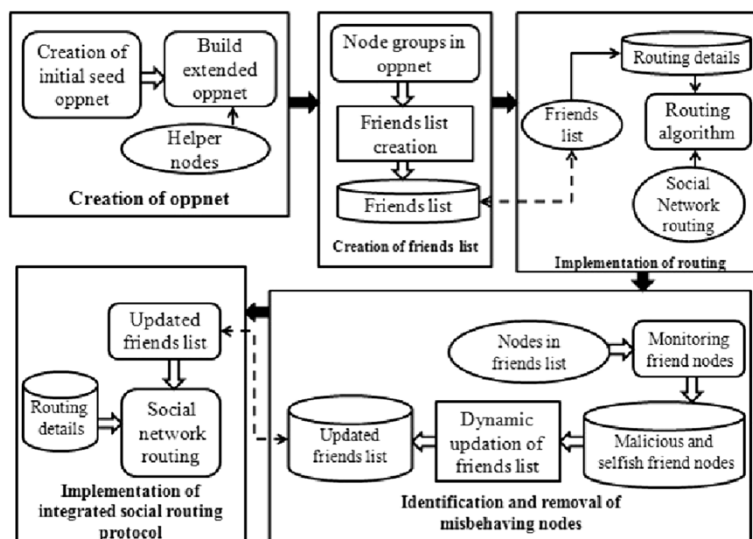 Creation of
initial seed
oppnet
Build
extended
oppnet
Helper
nodes
Creation of oppnet
Node groups in
oppnet
Friends list
creation
Friends list
Creation of friends list
Routing details
Friends
list
Routing
algorithm
Social
Network
routing
Implementation of routing
Updated
friends list
Routing
details
Social
network
routing
Implementation of
integrated social routing
protocol
Nodes in
friends list
Monitoring
friend nodes
Updated
friends list
Dynamic
updation of
friends list
Malicious and
selfish friend nodes
Identification and removal of
misbehaving nodes